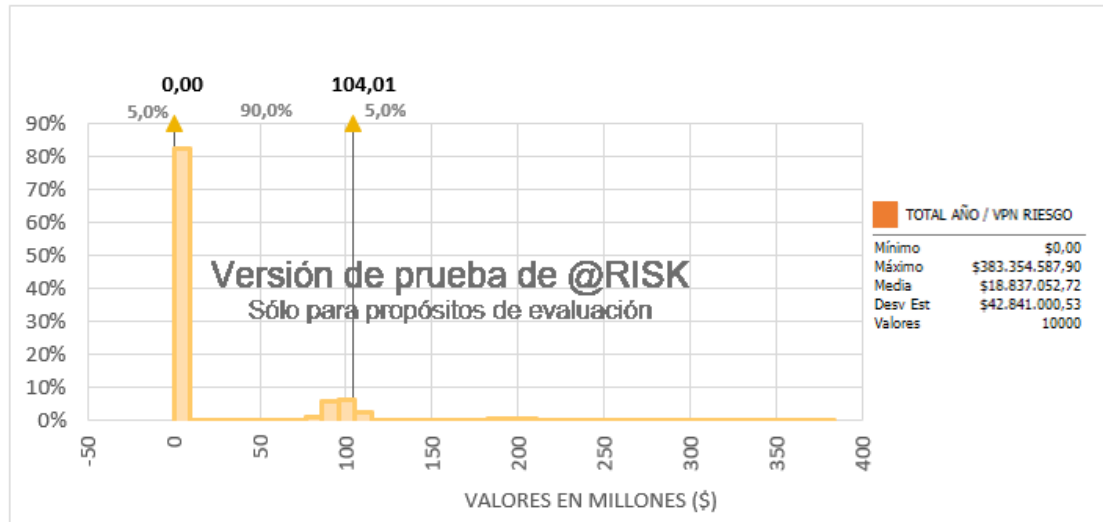 0,00 104,01
5,0% 90,0% 5,0%
90%
80%
70%
60%
50%
40%
30%
20%
10%
0%
-50 0 50 100 150 200 250 300 350 400
VALORES EN MILLONES ($)
Versión de prueba de @RISK
Sólo para propósitos de evaluación
TOTAL AÑO / VPN RIESGO
Mínimo $0,00
Máximo $383.354.587,90
Media $18.837.052,72
Desv Est $42.841.000,53
Valores 10000